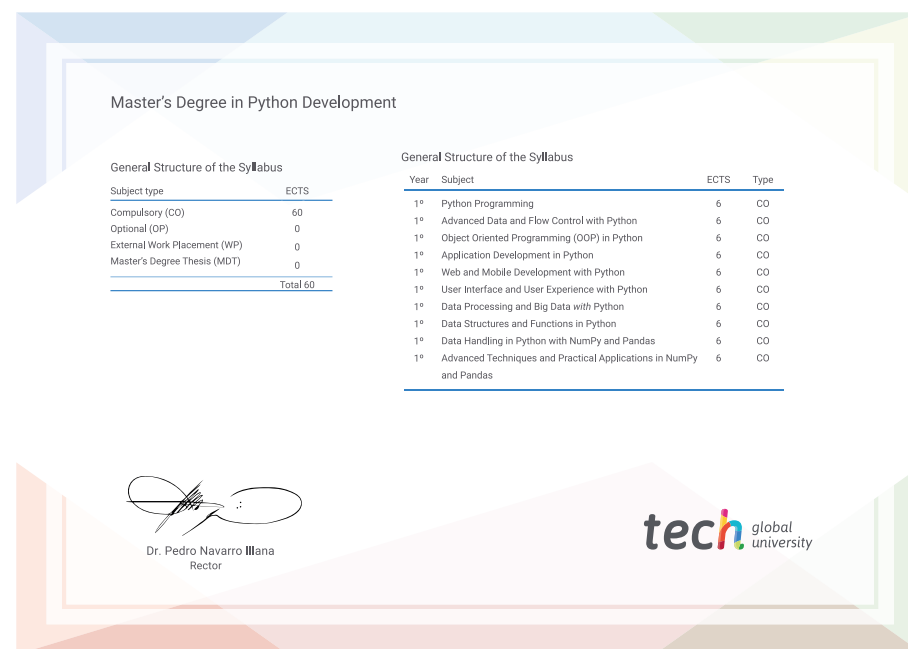 Master’s Degree in Python Development
General Structure of the Syllabus
Subject type ECTS
Compulsory (CO) 60
Optional (OP) 0
External Work Placement (WP) 0
Master’s Degree Thesis (MDT) 0
Total 60
General Structure of the Syllabus
Year Subject ECTS Type
1º Python Programming 6 CO
1º Advanced Data and Flow Control with Python 6 CO
1º Object Oriented Programming (OOP) in Python 6 CO
1º Application Development in Python 6 CO
1º Web and Mobile Development with Python 6 CO
1º User Interface and User Experience with Python 6 CO
1º Data Processing and Big Data with Python 6 CO
1º Data Structures and Functions in Python 6 CO
1º Data Handling in Python with NumPy and Pandas 6 CO
1º Advanced Techniques and Practical Applications in NumPy 6 CO
and Pandas
Dr. Pedro Navarro Illana
Rector
tech global
university